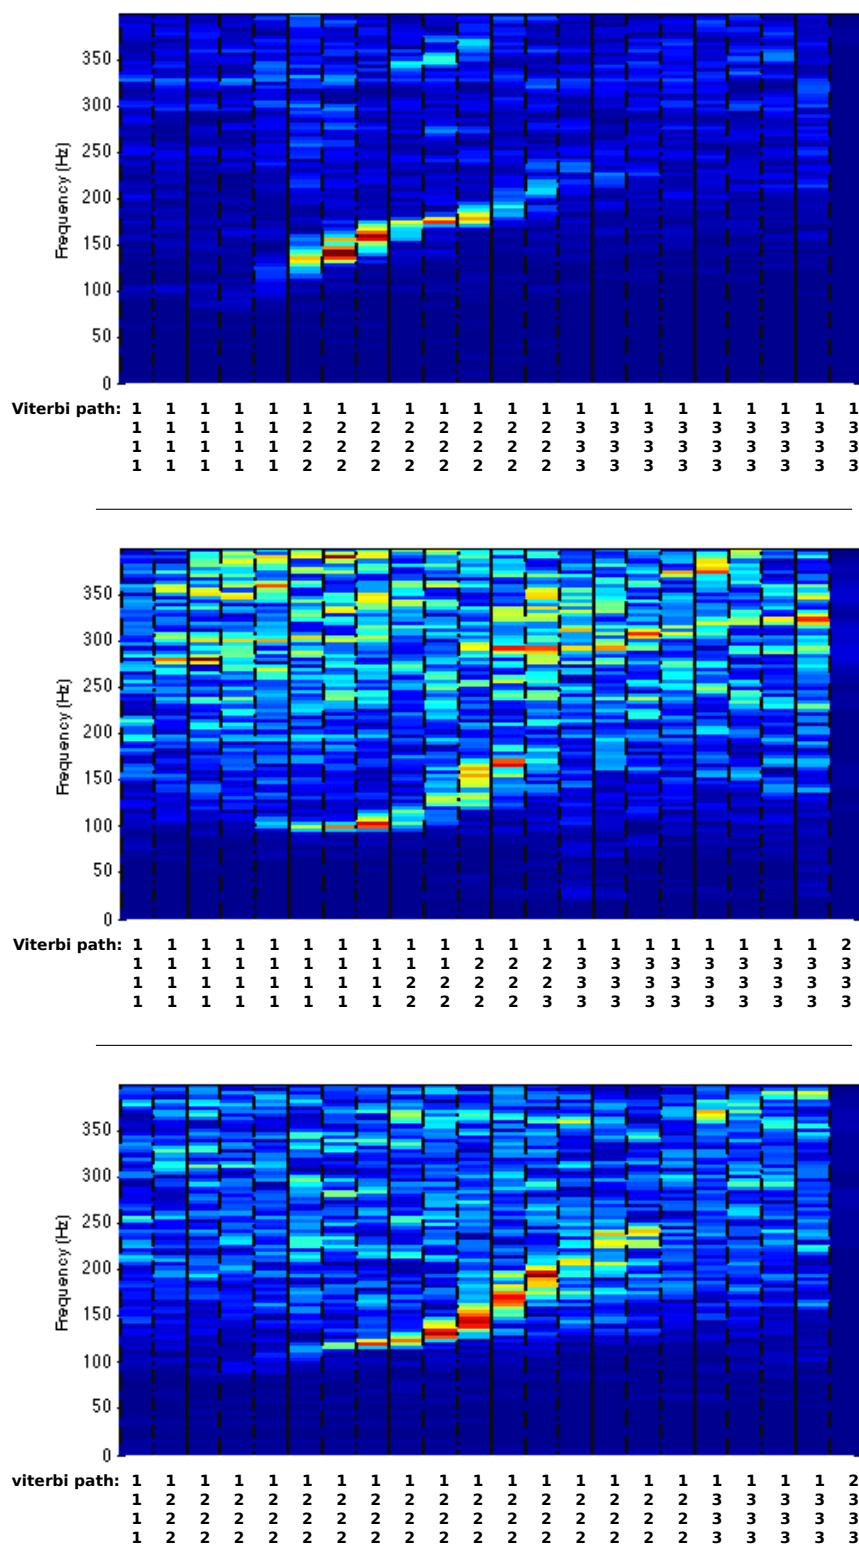 350
300
250
200
150
100
50
0
Frequency (Hz)
Viterbi path: 1 1 1 1 1 1 1 1 1 1 1 1 1 1 1 1 1 1 1 1 1 1
1 1 1 1 1 1 2 2 2 2 2 2 2 3 3 3 3 3 3 3 3 3
1 1 1 1 1 2 2 2 2 2 2 2 2 3 3 3 3 3 3 3 3 3
1 1 1 1 1 2 2 2 2 2 2 2 2 3 3 3 3 3 3 3 3 3
350
300
250
200
150
100
50
0
Frequency (Hz)
Viterbi path: 1 1 1 1 1 1 1 1 1 1 1 1 1 1 1 1 1 1 1 1 1 2
1 1 1 1 1 1 1 1 1 1 2 2 2 3 3 3 3 3 3 3 3 3
1 1 1 1 1 1 1 1 2 2 2 2 2 3 3 3 3 3 3 3 3 3
1 1 1 1 1 1 1 1 2 2 2 2 3 3 3 3 3 3 3 3 3 3
350
300
250
200
150
100
50
0
Frequency (Hz)
viterbi path: 1 1 1 1 1 1 1 1 1 1 1 1 1 1 1 1 1 1 1 1 1 2
1 2 2 2 2 2 2 2 2 2 2 2 2 2 2 2 2 3 3 3 3 3
1 2 2 2 2 2 2 2 2 2 2 2 2 2 2 2 2 3 3 3 3 3
1 2 2 2 2 2 2 2 2 2 2 2 2 2 2 2 2 3 3 3 3 3